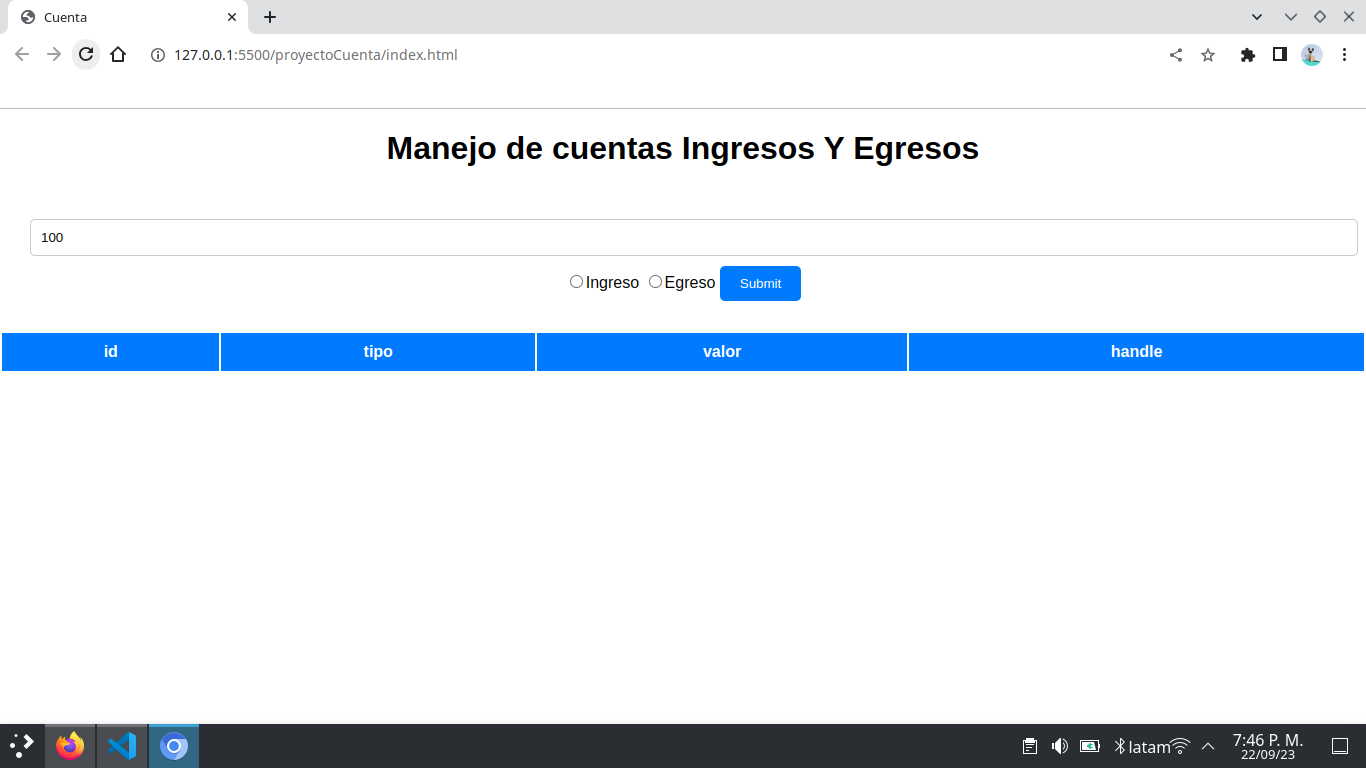 Cuenta
127.0.0.1:5500/proyectoCuenta/index.html
Manejo de cuentas Ingresos Y Egresos
100
Ingreso Egreso Submit
id tipo valor handle
latam 7:46 P. M.
22/09/23